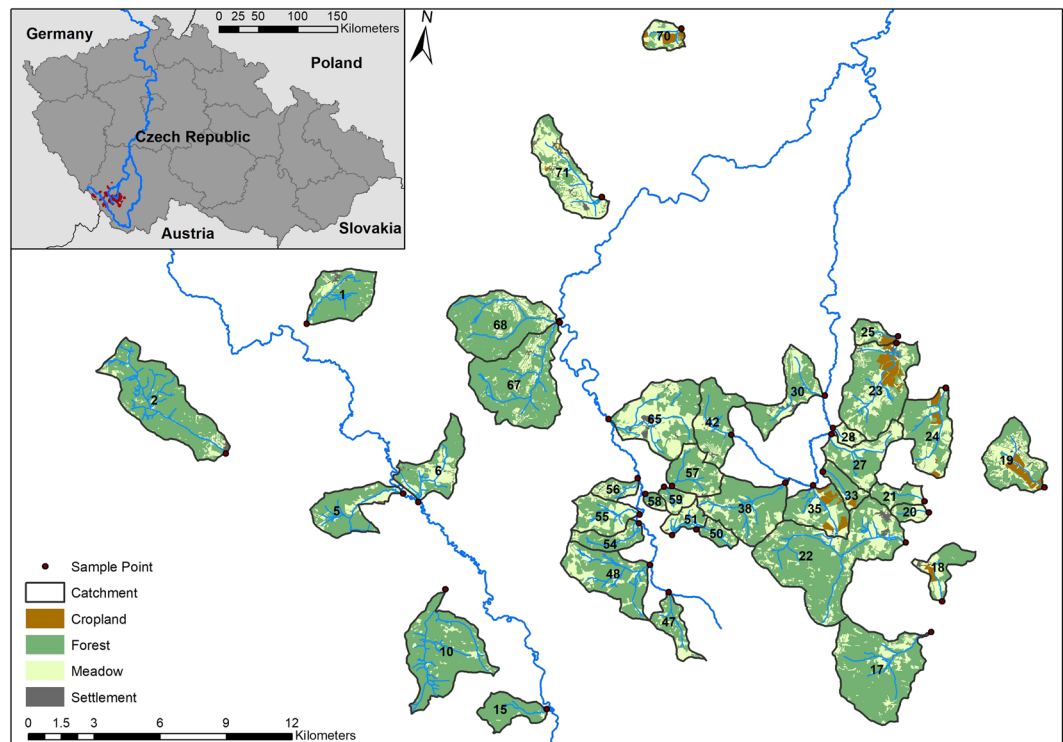 0 25 50 100 150
Kilometers
N
Germany
Poland
Czech Republic
Austria
Slovakia
70
71
1
68
67
2
6
5
10
15
65
42
30
25
23
28
24
27
19
57
56
58
59
55
51
50
54
48
47
38
35
33
21
20
22
18
17
Sample Point
Catchment
Cropland
Forest
Meadow
Settlement
0 1.5 3 6 9 12
Kilometers